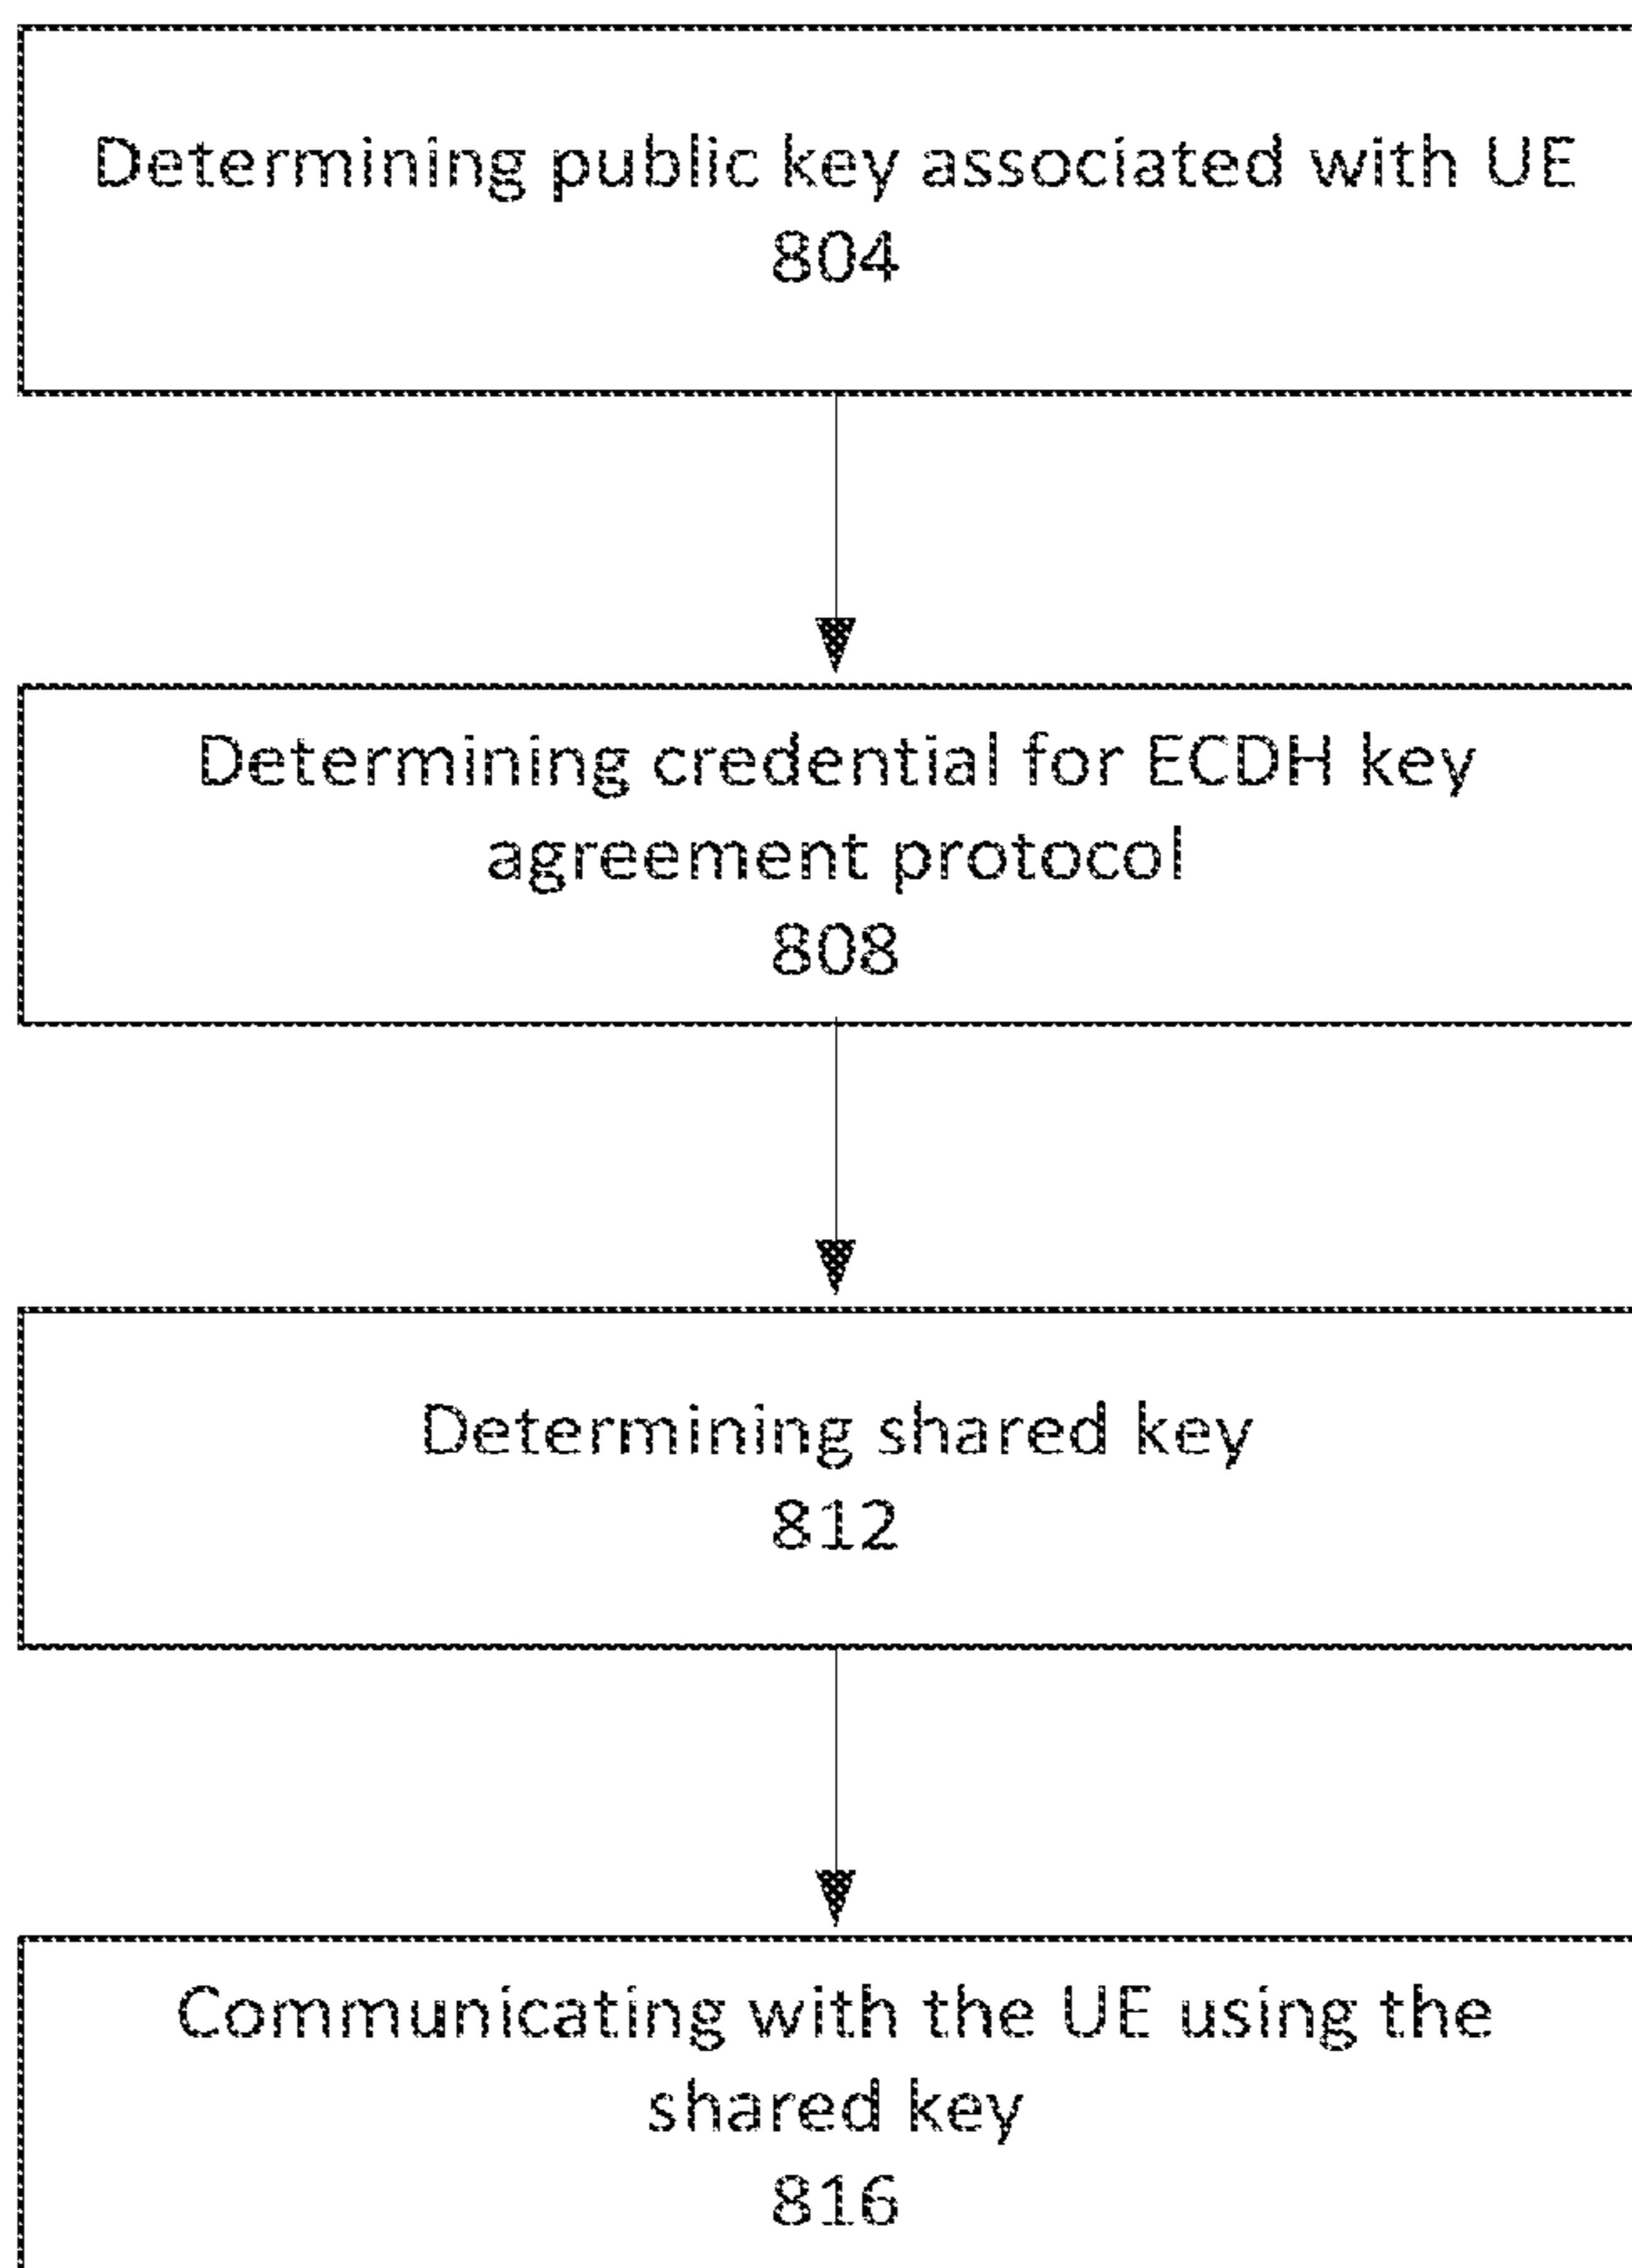 Determining public key associated with UE
804
Determining credential for ECDH key
agreement protocol
808
Determining shared key
812
Communicating with the UE using the
shared key
816